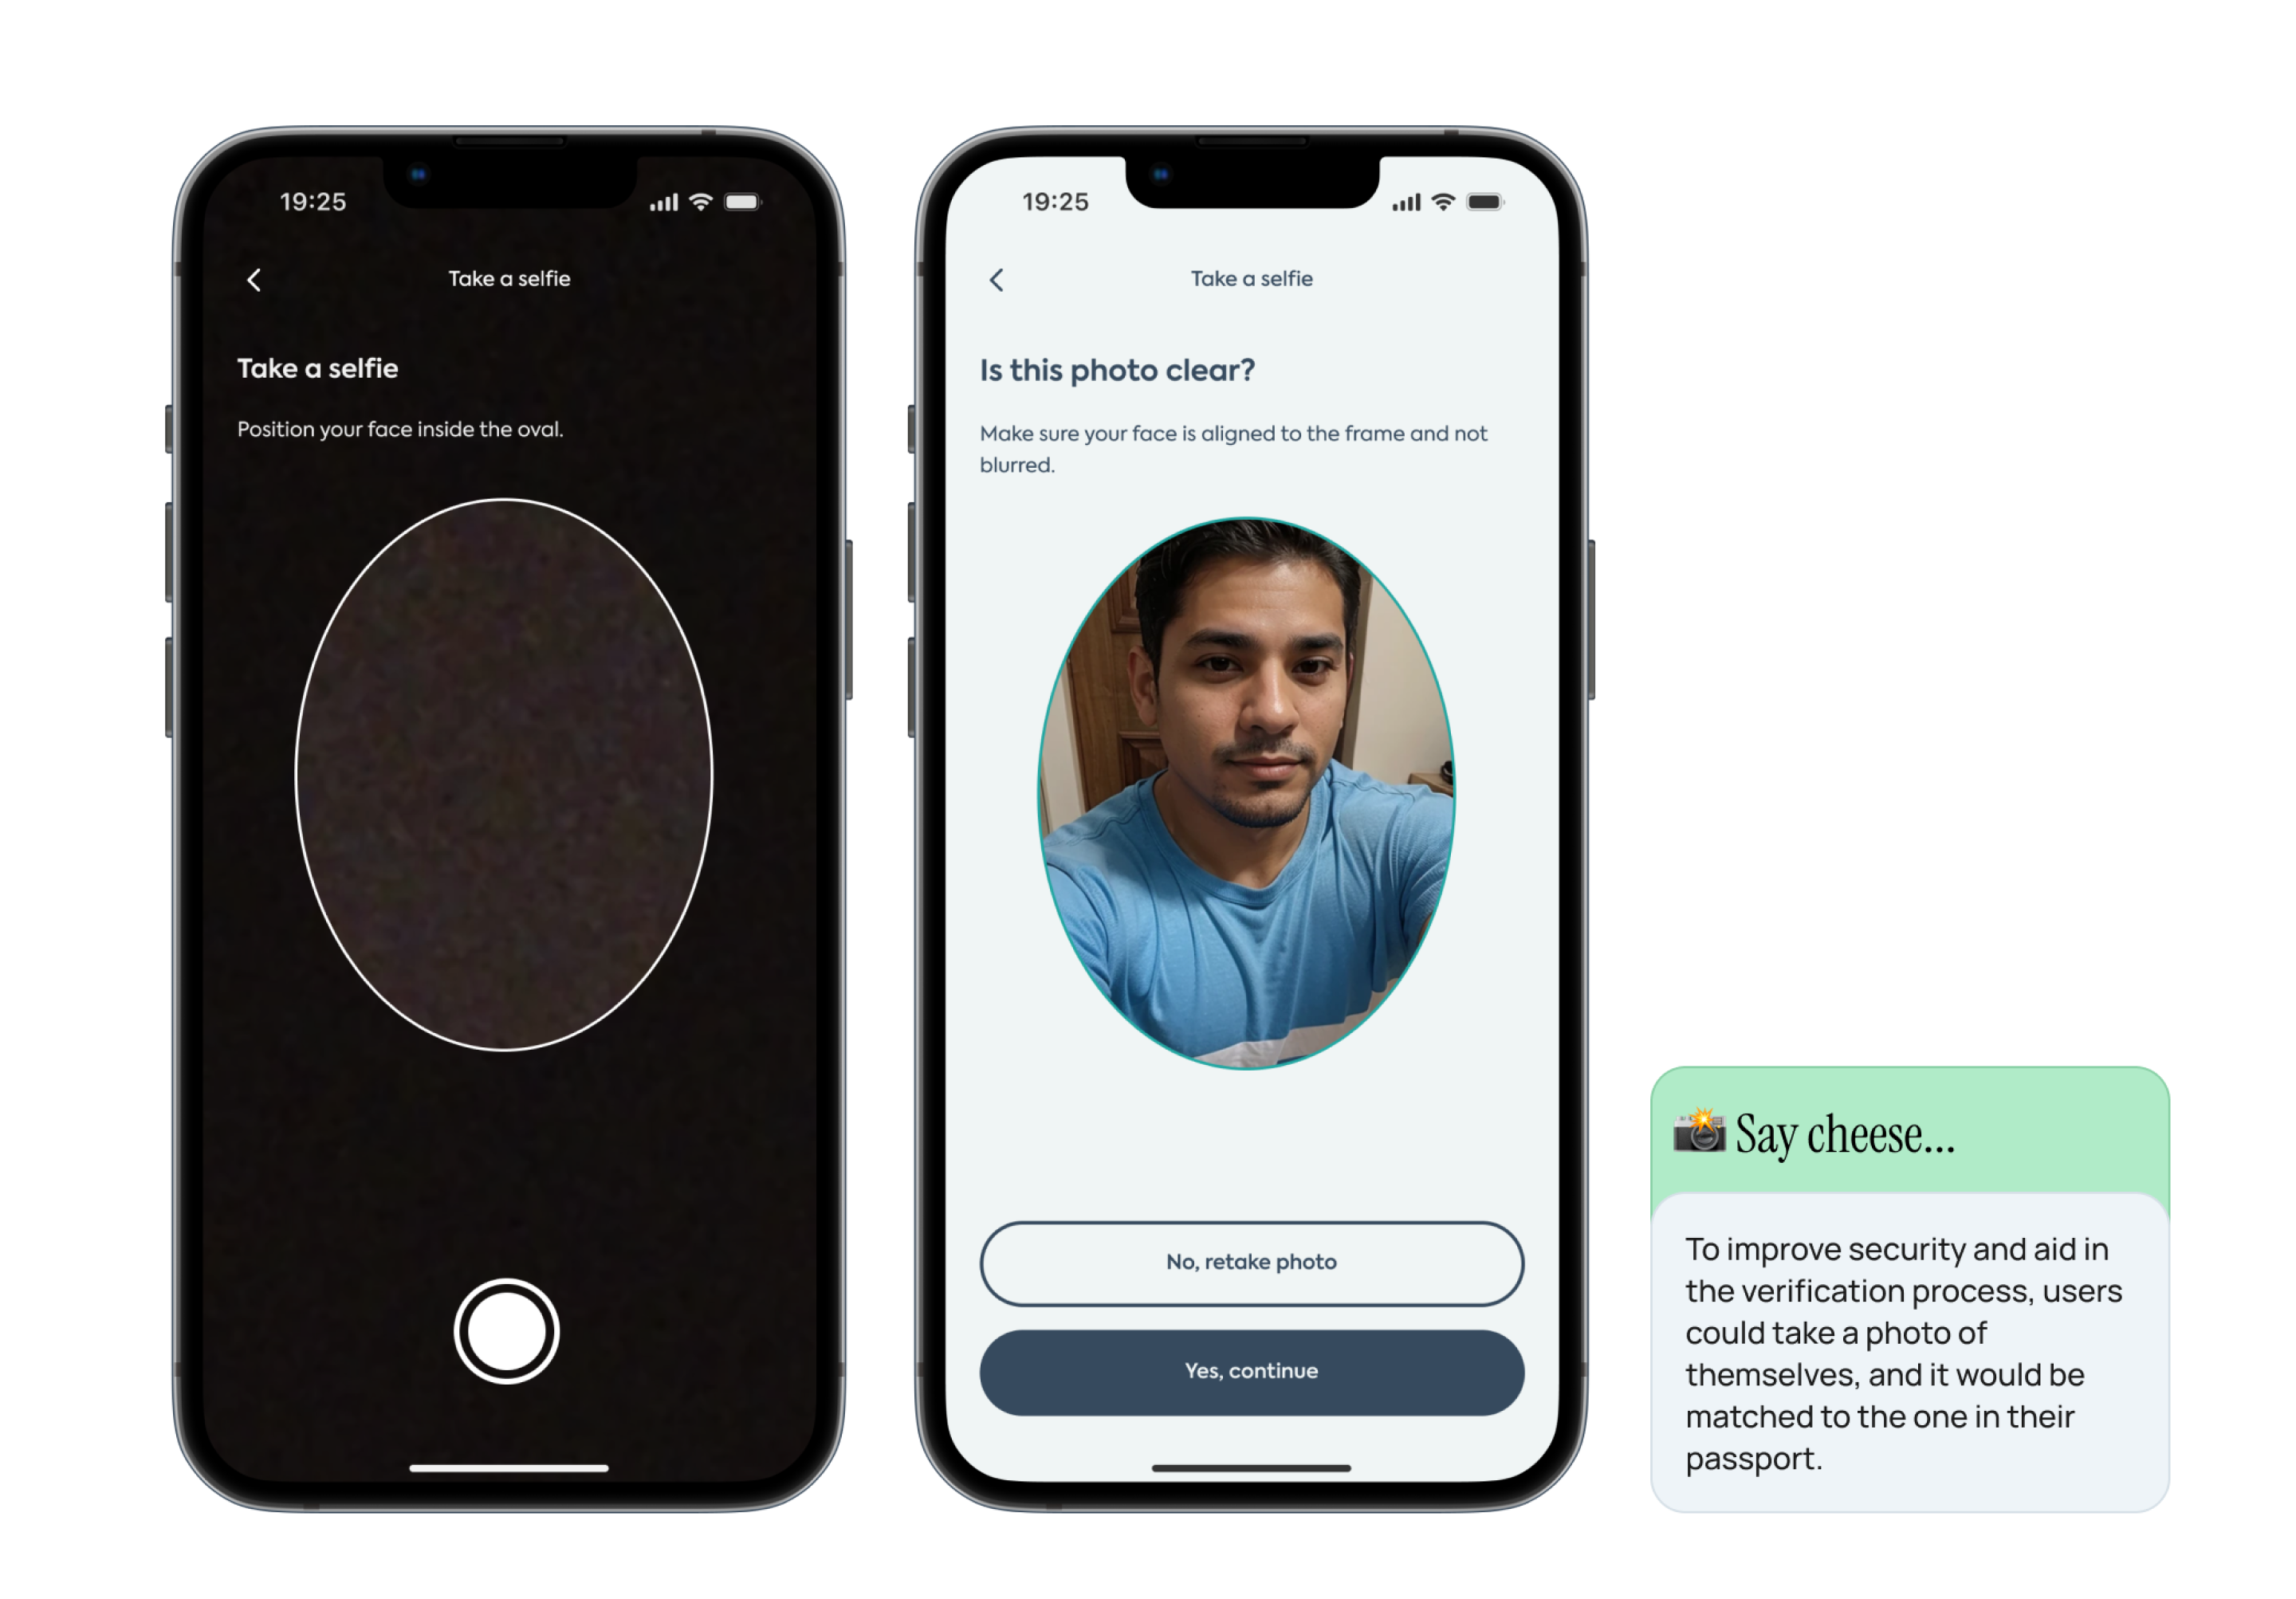 19:25
Take a selfie
Take a selfie
Position your face inside the oval.
19:25
Take a selfie
Is this photo clear?
Make sure your face is aligned to the frame and not
blurred.
No, retake photo
Yes, continue
Say cheese...
To improve security and aid in
the verification process, users
could take a photo of
themselves, and it would be
matched to the one in their
passport.